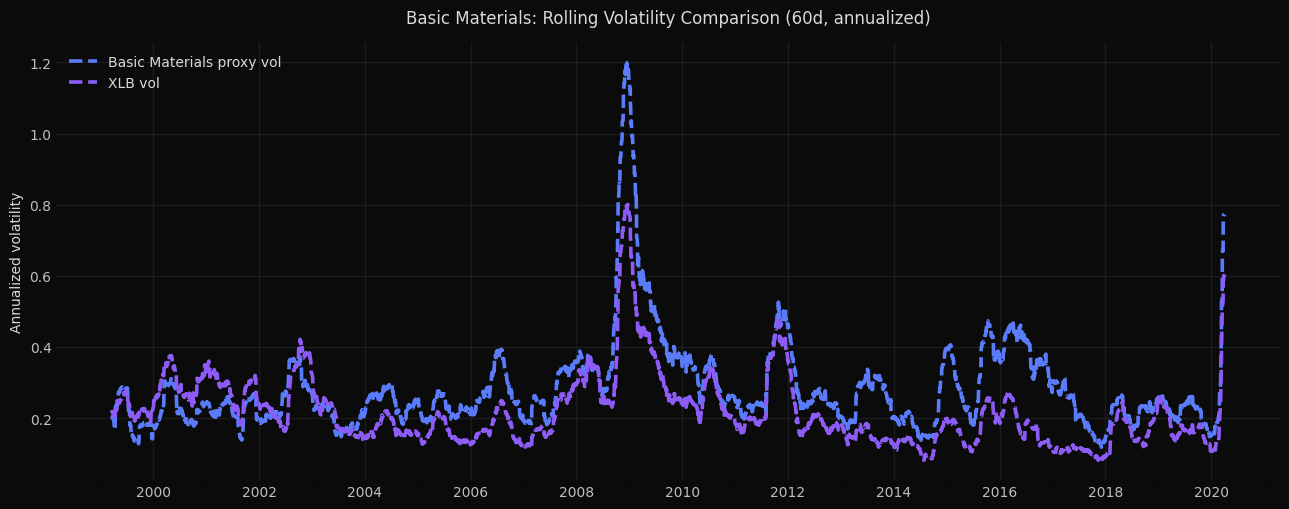 Basic Materials: Rolling Volatility Comparison (60d, annualized)
Basic Materials proxy vol
XLB vol
Annualized volatility
1.2
1.0
0.8
0.6
0.4
0.2
2000 2002 2004 2006 2008 2010 2012 2014 2016 2018 2020